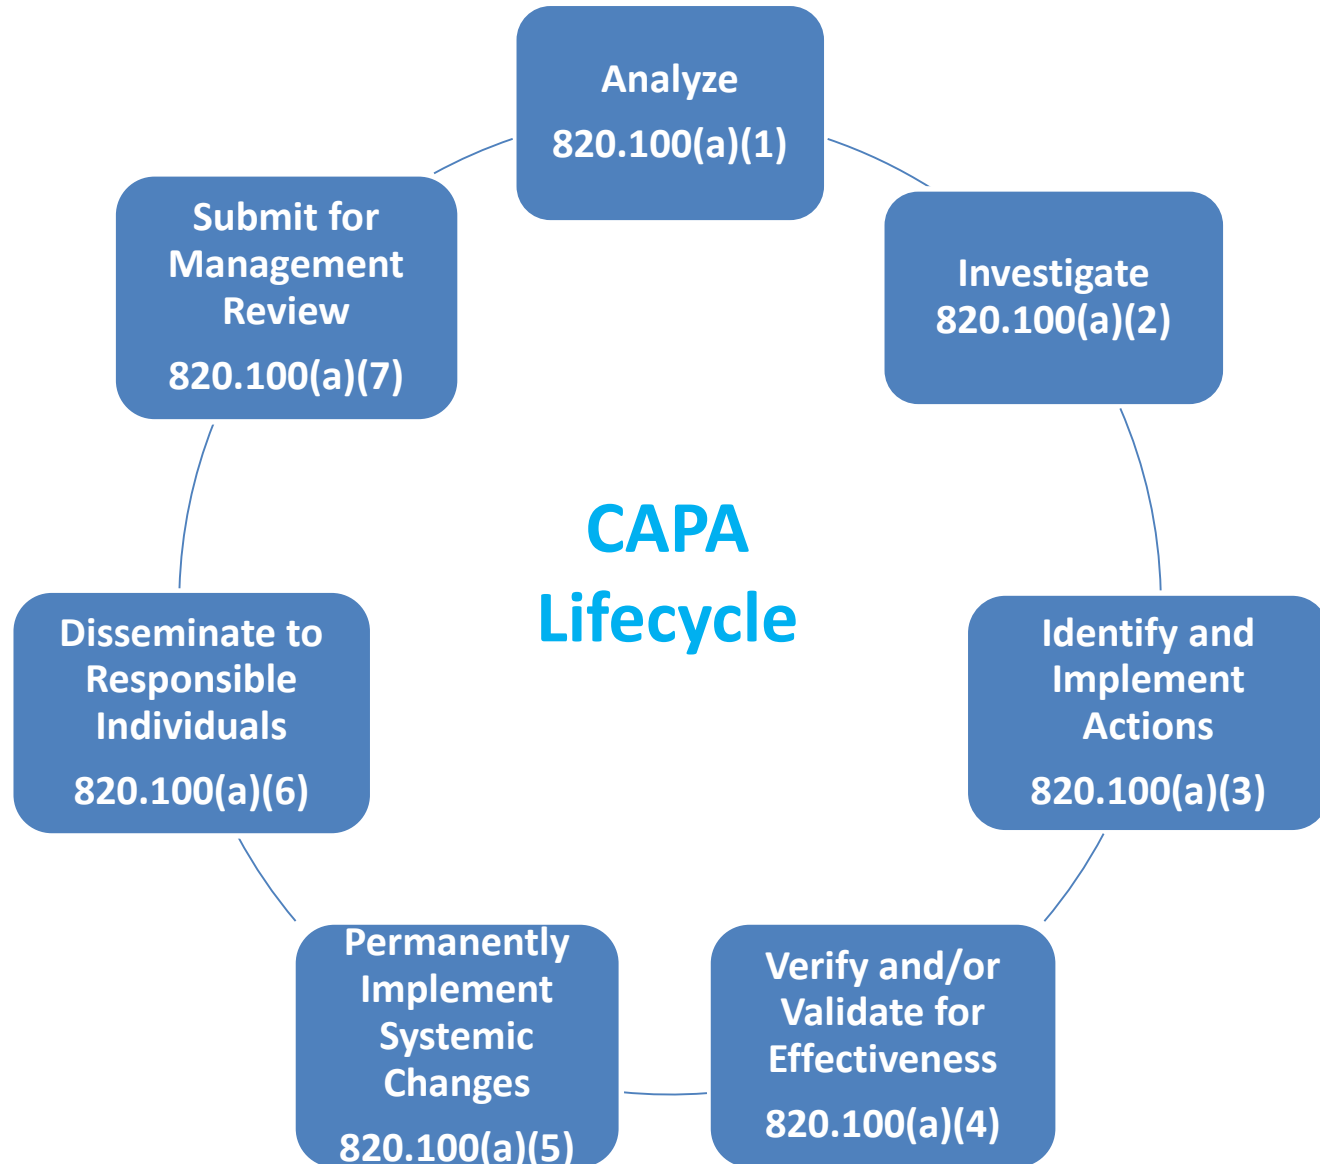 Analyze
820.100(a)(1)
Investigate
820.100(a)(2)
Identify and
Implement
Actions
820.100(a)(3)
Verify and/or
Validate for
Effectiveness
820.100(a)(4)
Permanently
Implement
Systemic
Changes
820.100(a)(5)
Disseminate to
Responsible
Individuals
820.100(a)(6)
Submit for
Management
Review
820.100(a)(7)
CAPA
Lifecycle